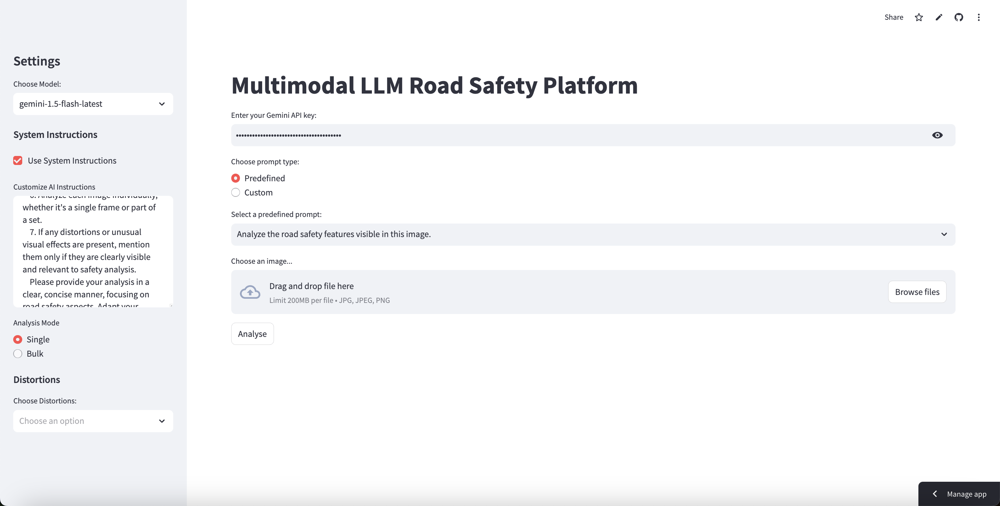 Share
Settings
Choose Model:
gemini-1.5-flash-latest
System Instructions
Use System Instructions
Customize AI Instructions
6. Analyze each image individually,
whether it's a single frame or part of
a set.
7. If any distortions or unusual
visual effects are present, mention
them only if they are clearly visible
and relevant to safety analysis.
Please provide your analysis in a
clear, concise manner, focusing on
road safety aspects. Adapt your
Analysis Mode
Single
Bulk
Distortions
Choose Distortions:
Choose an option
Multimodal LLM Road Safety Platform
Enter your Gemini API key:
•••••••••••••••••••••••••••••••••••••••
Choose prompt type:
Predefined
Custom
Select a predefined prompt:
Analyze the road safety features visible in this image.
Choose an image...
Drag and drop file here
Limit 200MB per file • JPG, JPEG, PNG
Browse files
Analyse
Manage app